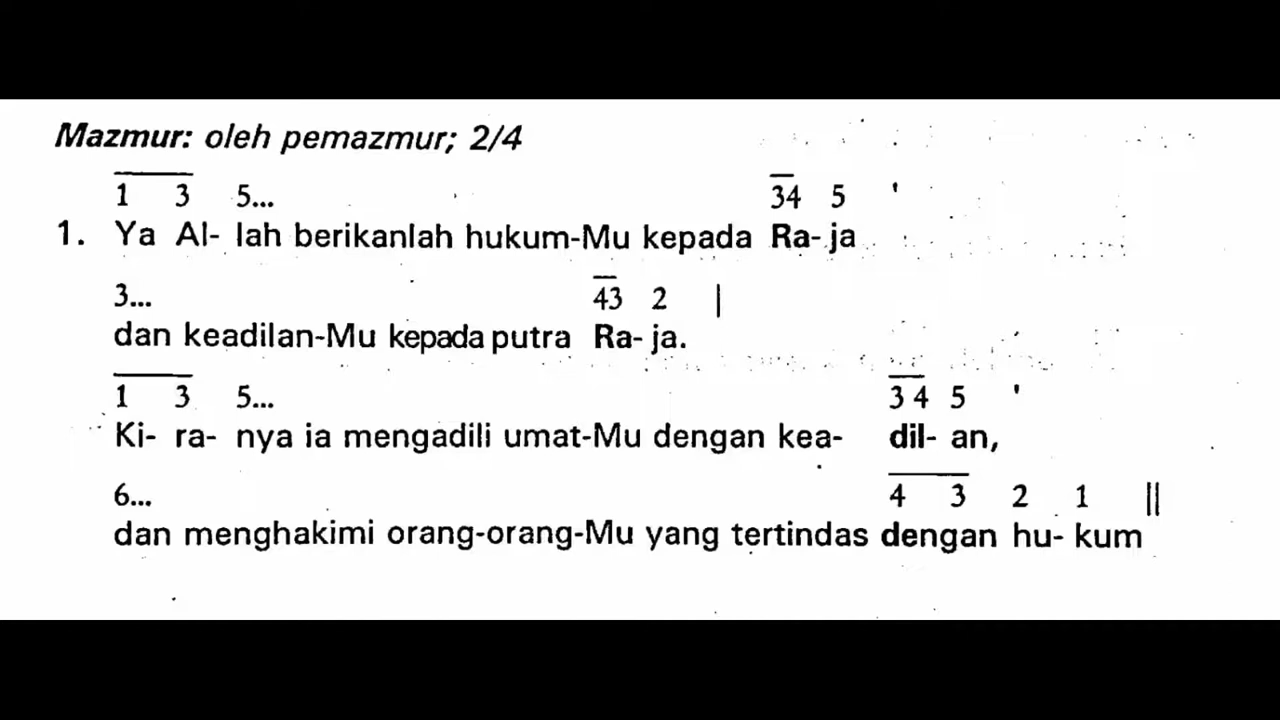 Mazmur: oleh pemazmur; 2/4
1 3 5... 34 5 '
1. Ya Al- lah berikanlah hukum-Mu kepada Ra- ja
3... 43 2 |
dan keadilan-Mu kepada putra Ra- ja.
1 3 5... 3 4 5 '
Ki- ra- nya ia mengadili umat-Mu dengan kea- dil- an,
6... 4 3 2 1 ||
dan menghakimi orang-orang-Mu yang tertindas dengan hu- kum